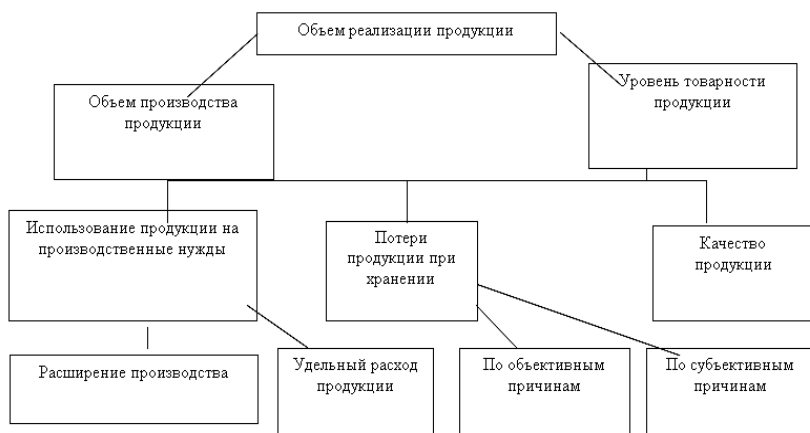 Объем реализации продукции
Объем производства
продукции
Уровень товарности
продукции
Использование продукции на
производственные нужды
Потери
продукции при
хранении
Качество
продукции
Расширение производства
Удельный расход
продукции
По объективным
причинам
По субъективным
причинам